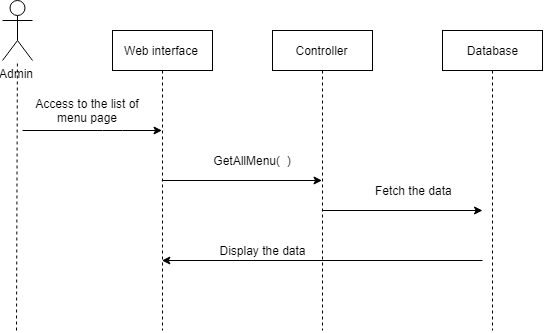 Web interface
Controller
Database
Admin
Access to the list of
menu page
GetAllMenu(  )
Fetch the data
Display the data